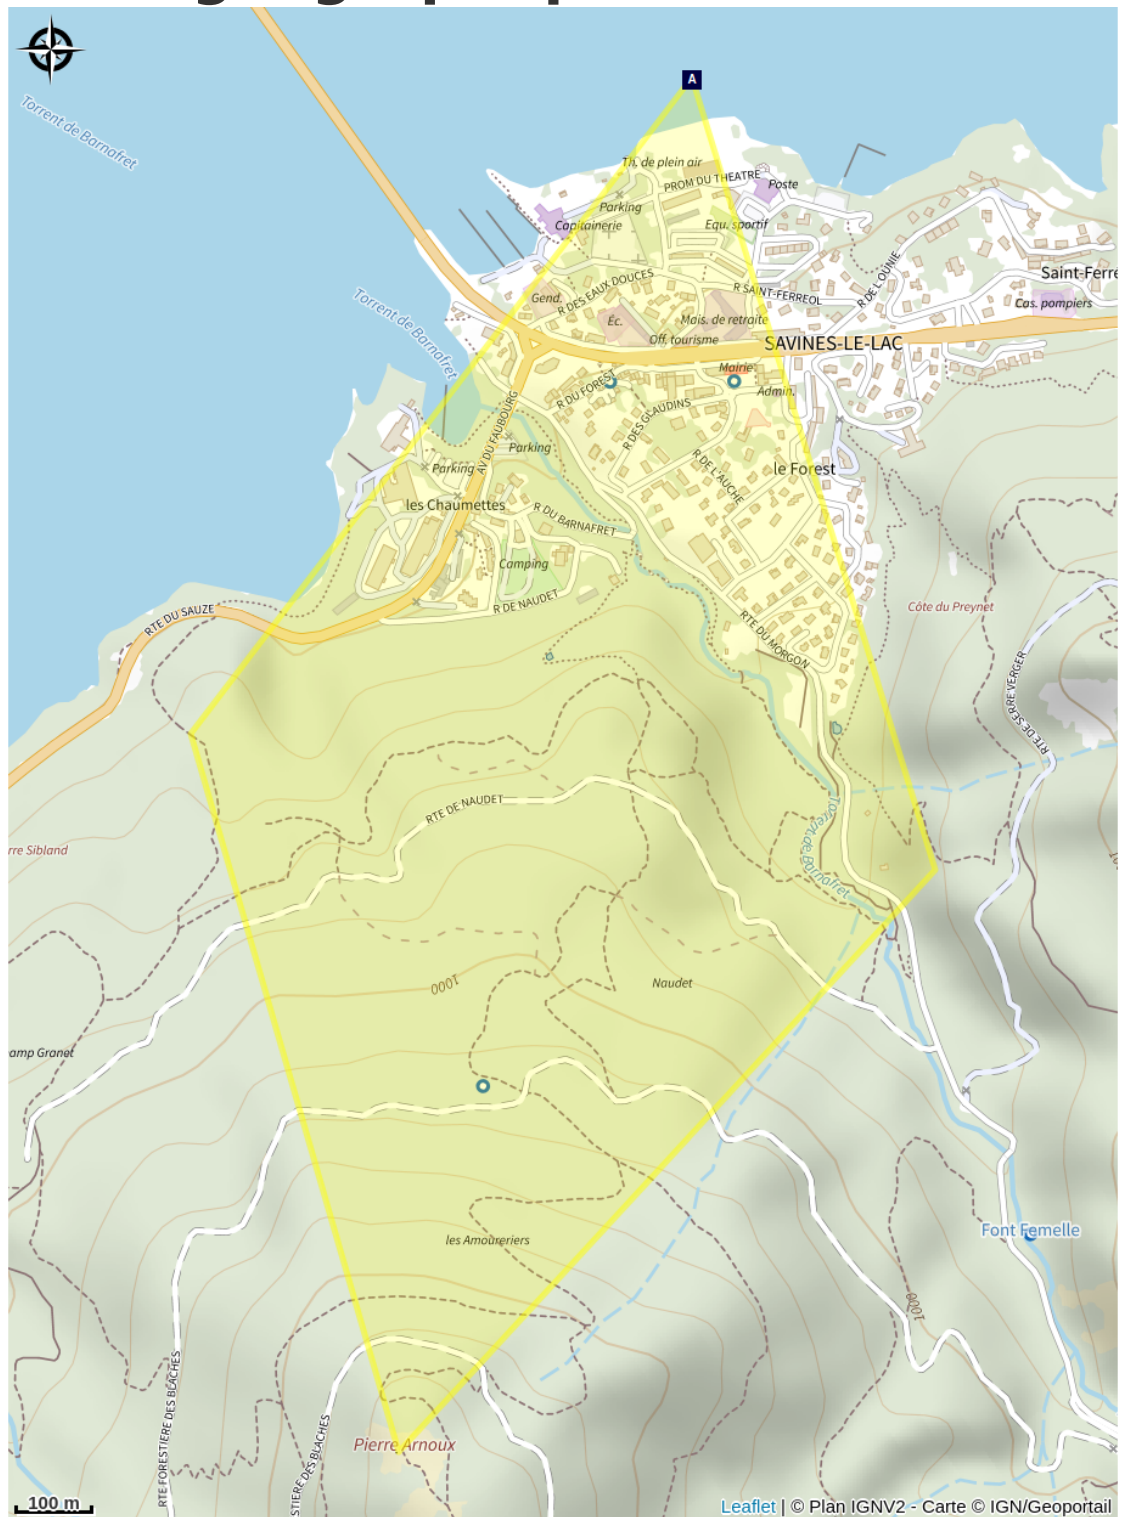 A
Torrent de Barnafret
Th. de plein air
PROM DU THEATRE
Poste
Parking
Capitainerie
Equ. sportif
R DE L'OUNIE
Saint-Ferre
R DES EAUX DOUCES
R SAINT-FERREOL
Cas. pompiers
Torrent de Barnafret
Gend.
Éc.
Mais. de retraite
Off. tourisme
SAVINES-LE-LAC
Mairie
R DU FOREST
Admin.
R DES GLAUDINS
AV DU FAUBOURG
Parking
Parking
R DE L'AUCHE
le Forest
les Chaumettes
R DU BARNAFRET
Camping
R DE NAUDET
RTE DU SAUZE
Côte du Preynet
RTE DU MORGON
RTE DE SERRE VERGER
RTE DE NAUDET
Torrent de Barnafret
rre Sibland
1000
Naudet
amp Granet
les Amoureriers
Font Femelle
1000
RTE FORESTIERE DES BLACHES
STIERE DES BLACHES
Pierre Arnoux
100 m
Leaflet | © Plan IGNV2 - Carte © IGN/Geoportail